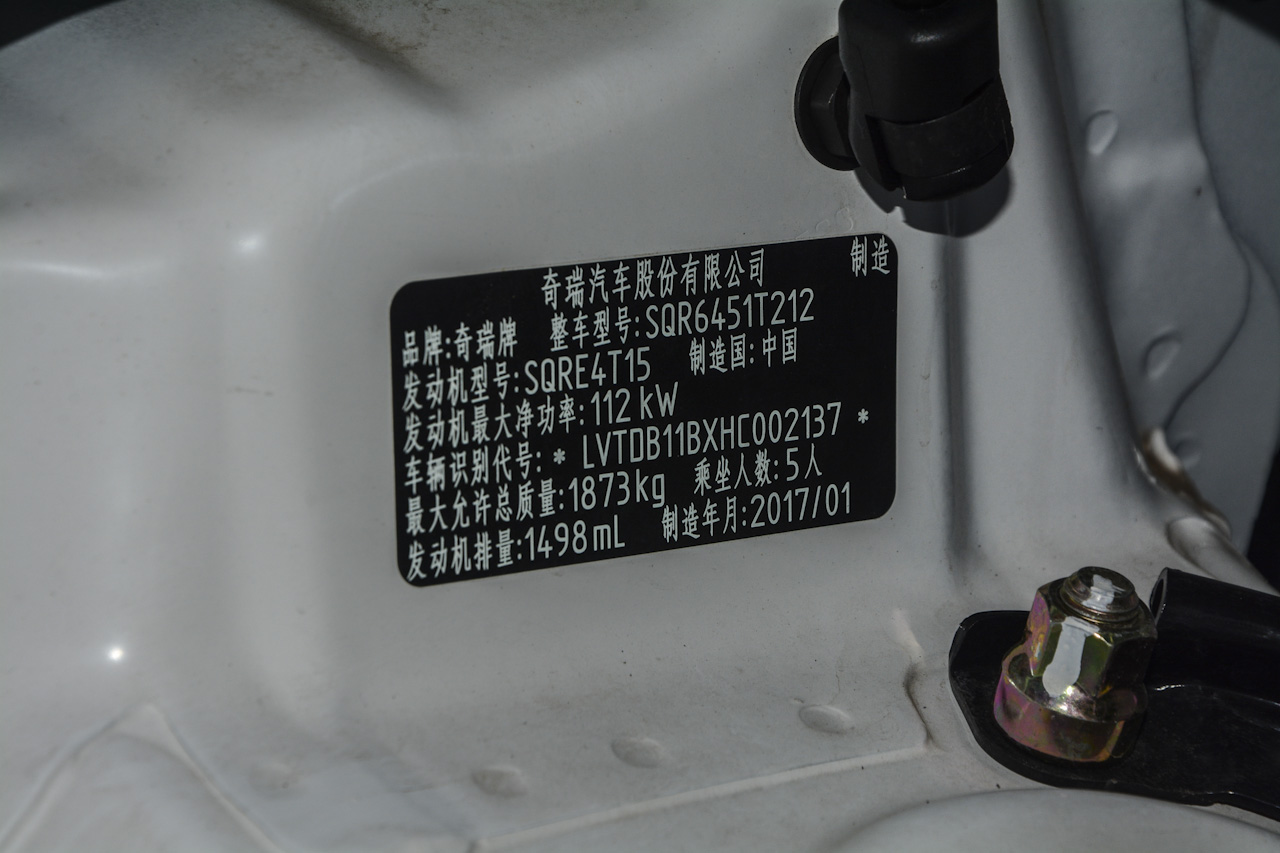 奇瑞汽车股份有限公司 制造
品牌:奇瑞牌 整车型号:SQR6451T212
发动机型号:SQRE4T15 制造国:中国
发动机最大净功率:112 kW
车辆识别代号: * LVTDB11BXHC002137 *
最大允许总质量:1873kg 乘坐人数:5人
发动机排量:1498mL 制造年月:2017/01